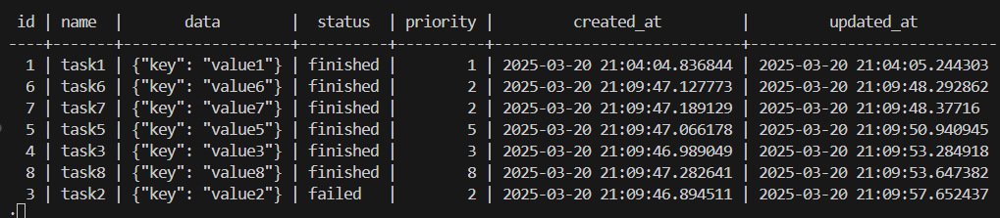 id | name  |       data        |  status  | priority |         created_at         |         updated_at
----+-------+-------------------+----------+----------+----------------------------+----------------------------
  1 | task1 | {"key": "value1"} | finished |        1 | 2025-03-20 21:04:04.836844 | 2025-03-20 21:04:05.244303
  6 | task6 | {"key": "value6"} | finished |        2 | 2025-03-20 21:09:47.127773 | 2025-03-20 21:09:48.292862
  7 | task7 | {"key": "value7"} | finished |        2 | 2025-03-20 21:09:47.189129 | 2025-03-20 21:09:48.37716
  5 | task5 | {"key": "value5"} | finished |        5 | 2025-03-20 21:09:47.066178 | 2025-03-20 21:09:50.940945
  4 | task3 | {"key": "value3"} | finished |        3 | 2025-03-20 21:09:46.989049 | 2025-03-20 21:09:53.284918
  8 | task8 | {"key": "value8"} | finished |        8 | 2025-03-20 21:09:47.282641 | 2025-03-20 21:09:53.647382
  3 | task2 | {"key": "value2"} | failed   |        2 | 2025-03-20 21:09:46.894511 | 2025-03-20 21:09:57.652437